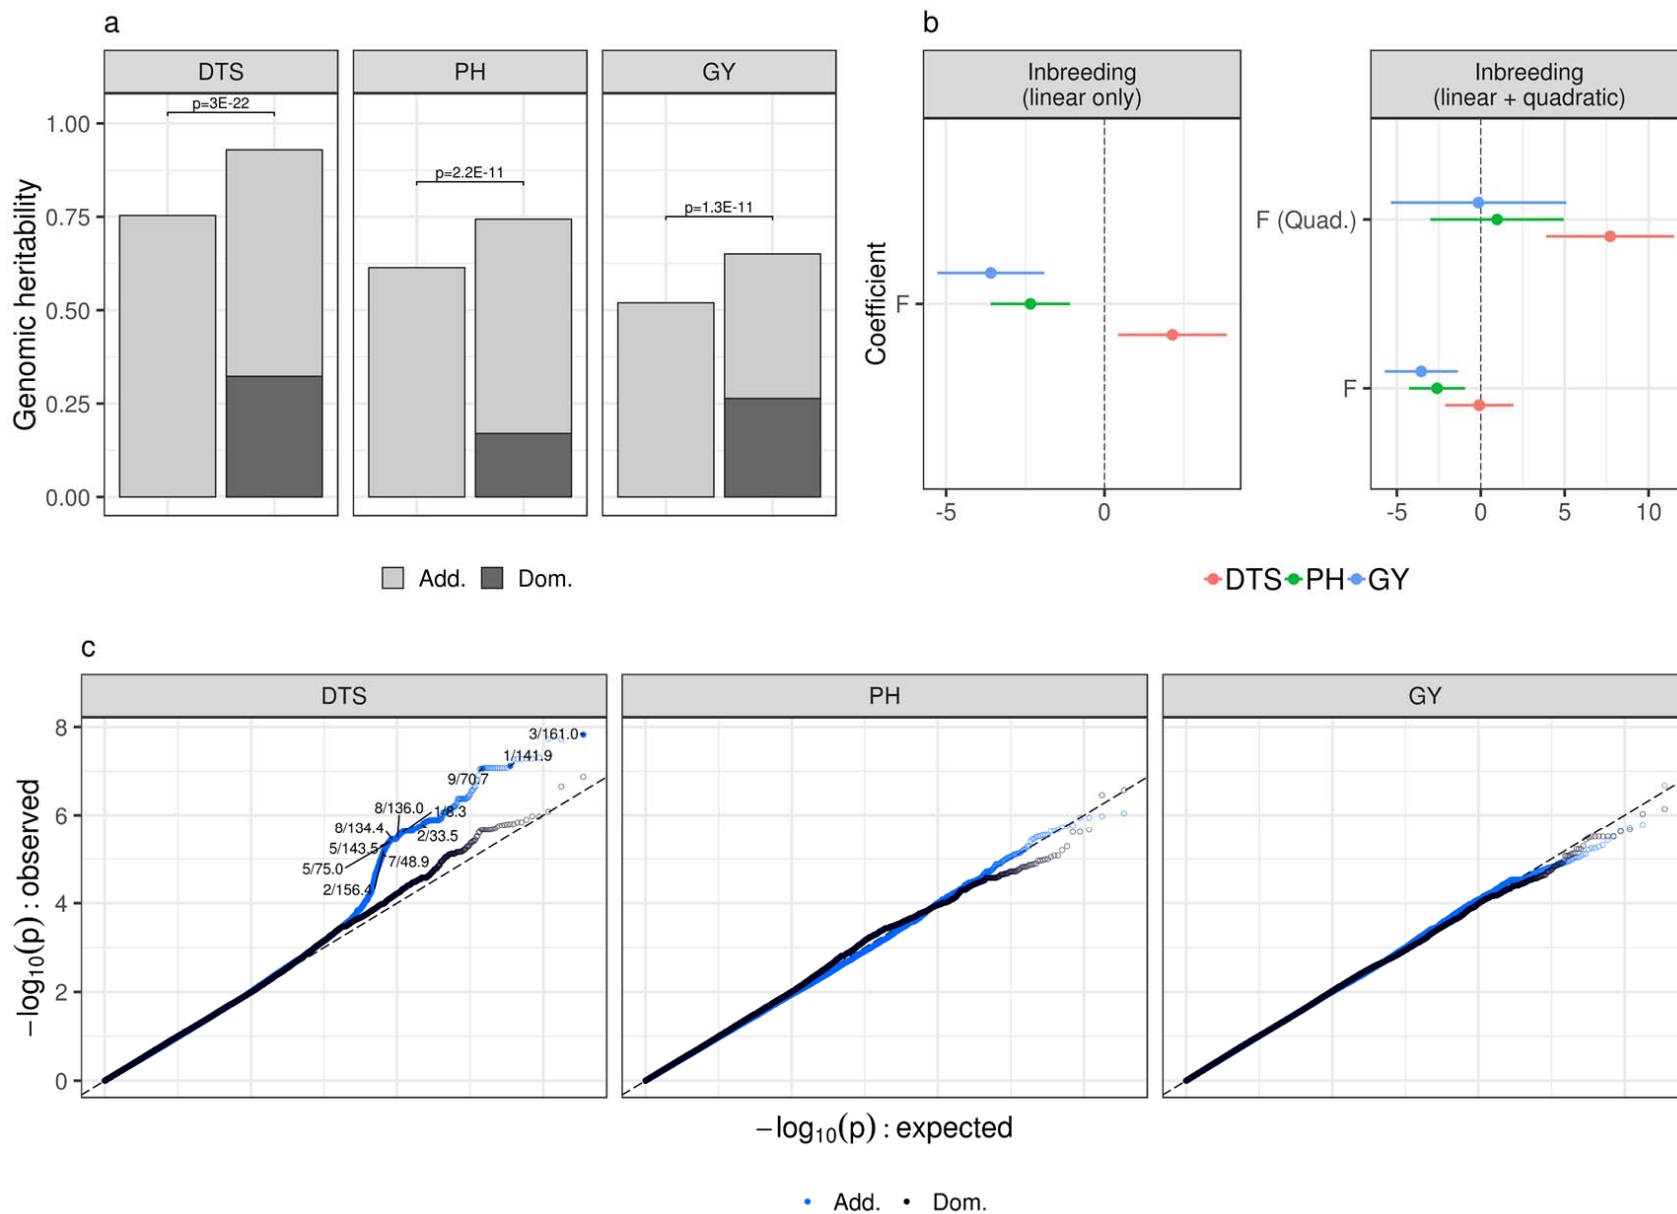 a
DTS
PH
GY
p=3E-22
p=2.2E-11
p=1.3E-11
Genomic heritability
1.00
0.75
0.50
0.25
0.00
Add.
Dom.
b
Inbreeding
(linear only)
Inbreeding
(linear + quadratic)
Coefficient
F
F (Quad.)
F
-5
0
-5
0
5
10
DTS
PH
GY
c
DTS
PH
GY
−log₁₀(p) : observed
8
6
4
2
0
3/161.0
1/141.9
9/70.7
8/136.0
1/8.3
8/134.4
2/33.5
5/143.5
7/48.9
5/75.0
2/156.4
−log₁₀(p) : expected
Add.
Dom.